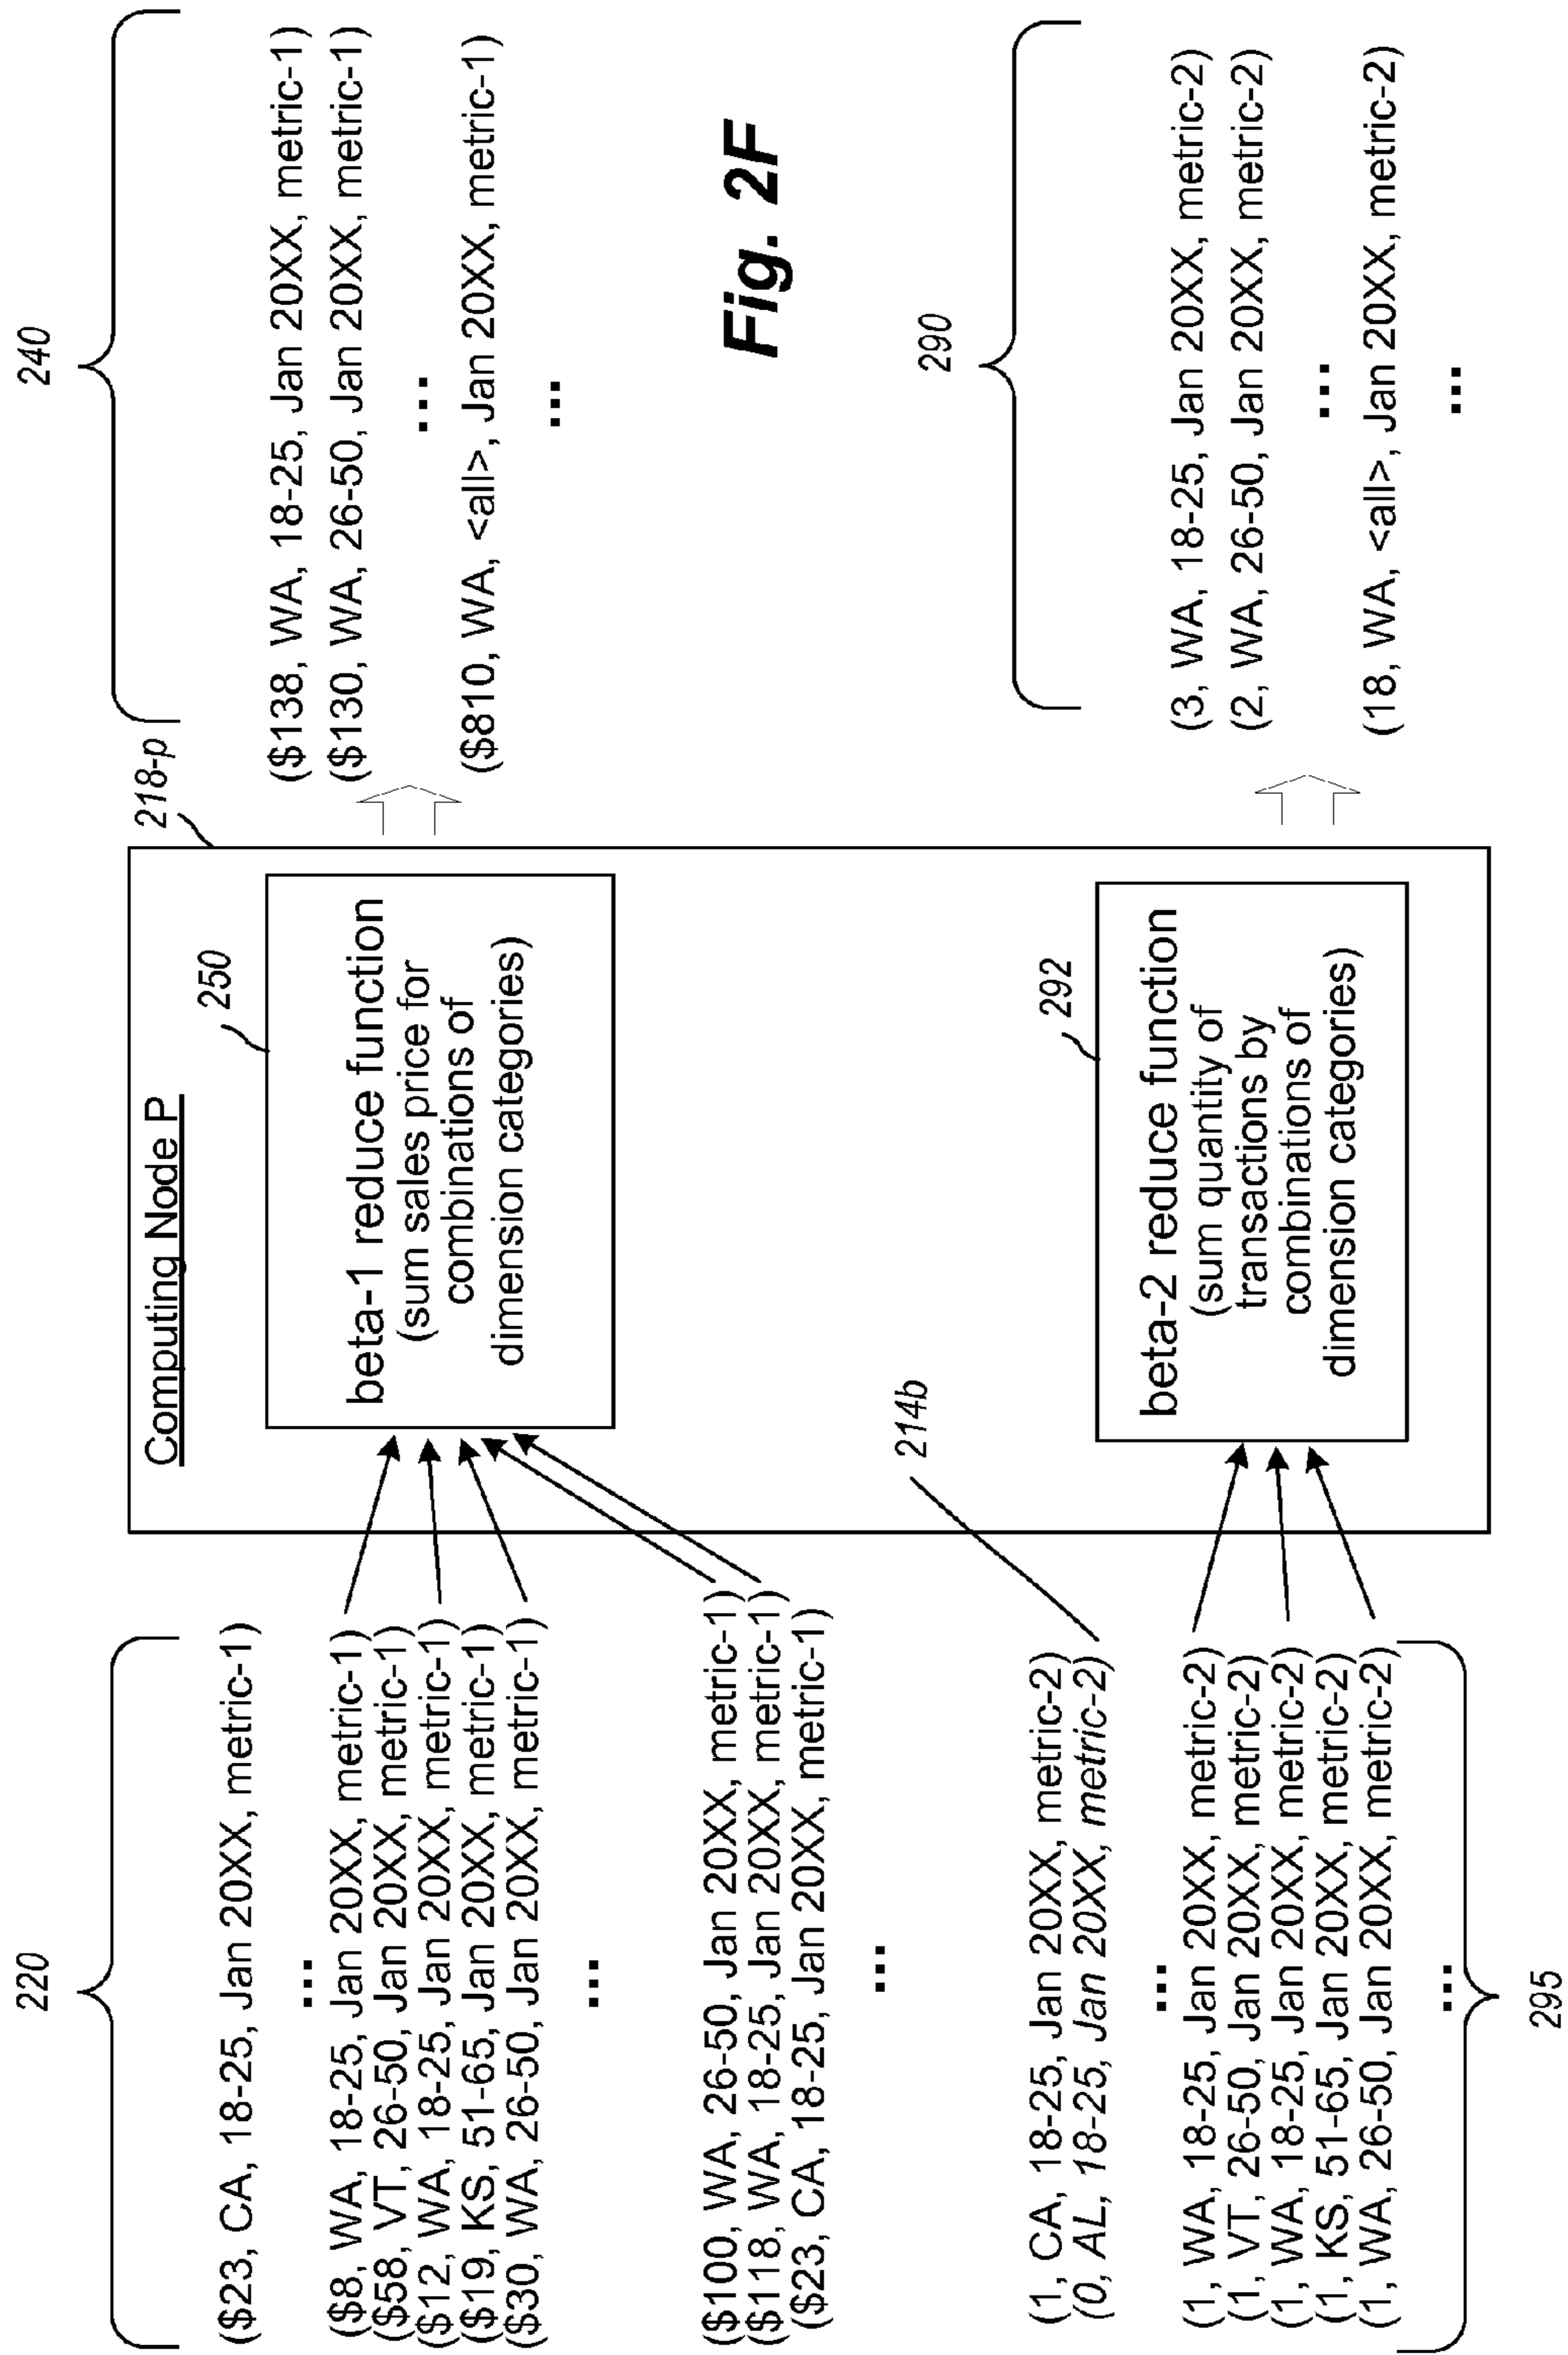 220
($23, CA, 18-25, Jan 20XX, metric-1)
...
($8, WA, 18-25, Jan 20XX, metric-1)
($58, VT, 26-50, Jan 20XX, metric-1)
($12, WA, 18-25, Jan 20XX, metric-1)
($19, KS, 51-65, Jan 20XX, metric-1)
($30, WA, 26-50, Jan 20XX, metric-1)
...
($100, WA, 26-50, Jan 20XX, metric-1)
($118, WA, 18-25, Jan 20XX, metric-1)
($23, CA, 18-25, Jan 20XX, metric-1)
...
(1, CA, 18-25, Jan 20XX, metric-2)
(0, AL, 18-25, Jan 20XX, metric-2)
...
(1, WA, 18-25, Jan 20XX, metric-2)
(1, VT, 26-50, Jan 20XX, metric-2)
(1, WA, 18-25, Jan 20XX, metric-2)
(1, KS, 51-65, Jan 20XX, metric-2)
(1, WA, 26-50, Jan 20XX, metric-2)
...
295
214b
Computing Node P
218-p
250
beta-1 reduce function
(sum sales price for
combinations of
dimension categories)
292
beta-2 reduce function
(sum quantity of
transactions by
combinations of
dimension categories)
240
($138, WA, 18-25, Jan 20XX, metric-1)
($130, WA, 26-50, Jan 20XX, metric-1)
...
($810, WA, <all>, Jan 20XX, metric-1)
...
Fig. 2F
290
(3, WA, 18-25, Jan 20XX, metric-2)
(2, WA, 26-50, Jan 20XX, metric-2)
...
(18, WA, <all>, Jan 20XX, metric-2)
...